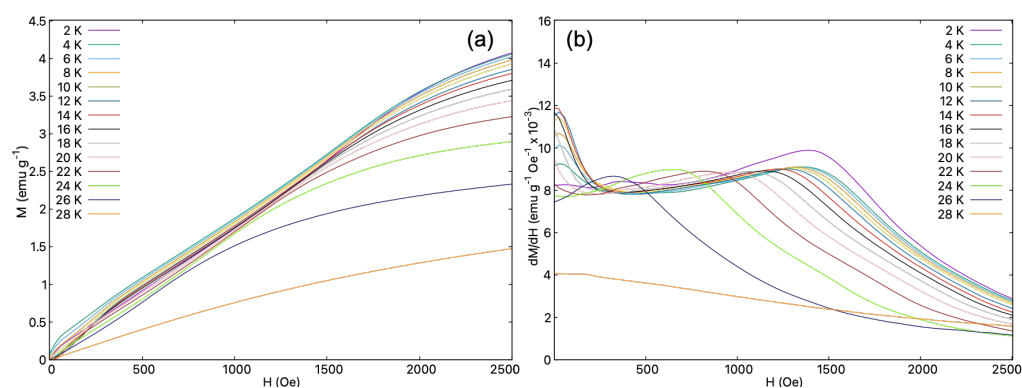 (a)
M (emu g⁻¹)
4.5
4
3.5
3
2.5
2
1.5
1
0.5
0
2 K
4 K
6 K
8 K
10 K
12 K
14 K
16 K
18 K
20 K
22 K
24 K
26 K
28 K
0 500 1000 1500 2000 2500
H (Oe)
(b)
dM/dH (emu g⁻¹ Oe⁻¹ x 10⁻³)
16
14
12
10
8
6
4
2
0
2 K
4 K
6 K
8 K
10 K
12 K
14 K
16 K
18 K
20 K
22 K
24 K
26 K
28 K
0 500 1000 1500 2000 2500
H (Oe)